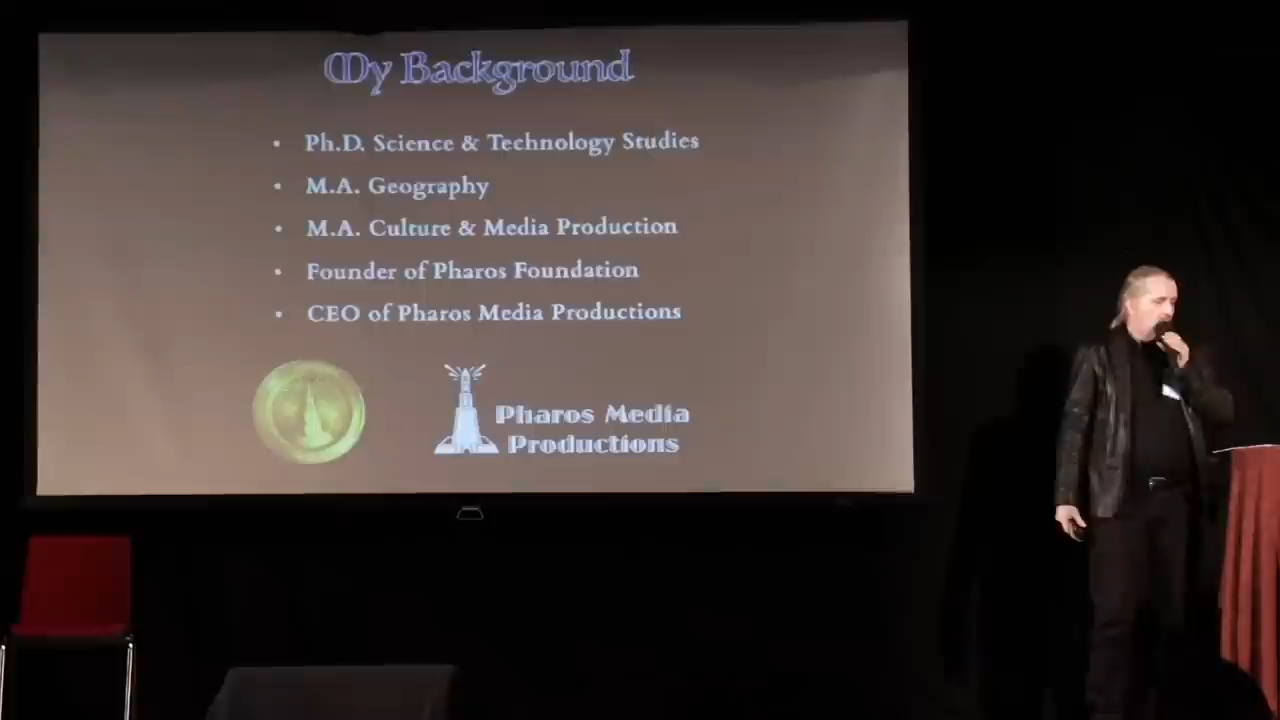 My Background
• Ph.D. Science & Technology Studies
• M.A. Geography
• M.A. Culture & Media Production
• Founder of Pharos Foundation
• CEO of Pharos Media Productions
Pharos Media
Productions